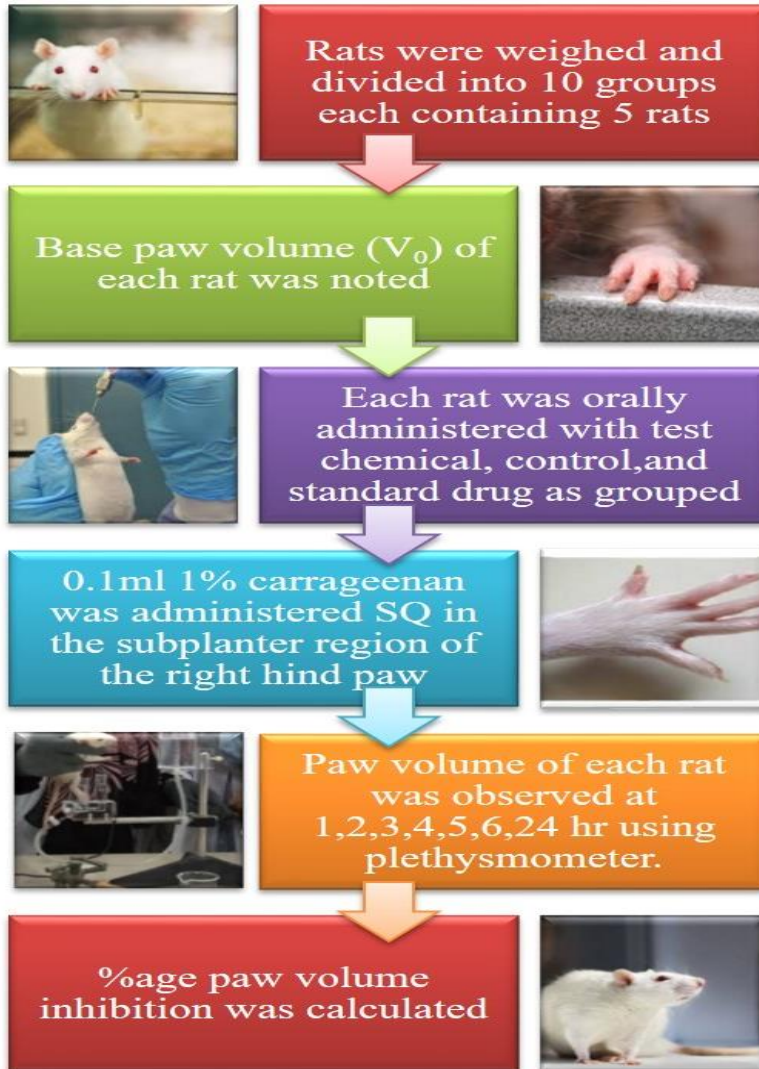 Rats were weighed and
divided into 10 groups
each containing 5 rats
Base paw volume (V₀) of
each rat was noted
Each rat was orally
administered with test
chemical, control,and
standard drug as grouped
0.1ml 1% carrageenan
was administered SQ in
the subplanter region of
the right hind paw
Paw volume of each rat
was observed at
1,2,3,4,5,6,24 hr using
plethysmometer.
%age paw volume
inhibition was calculated